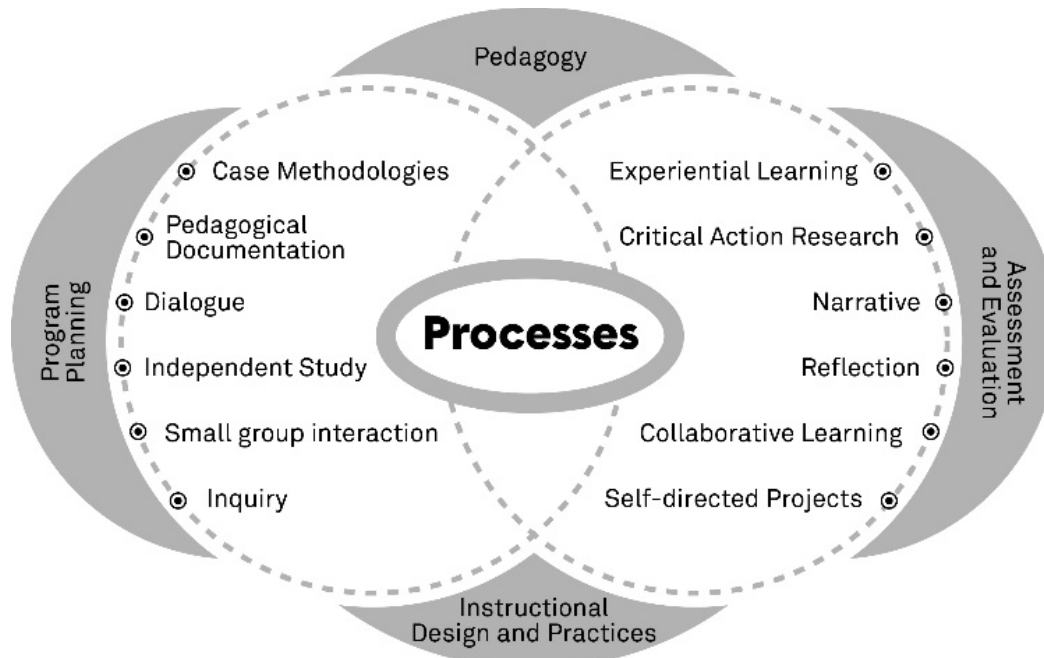 Pedagogy
Program
Planning
Case Methodologies
Pedagogical
Documentation
Dialogue
Independent Study
Small group interaction
Inquiry
Processes
Experiential Learning
Critical Action Research
Narrative
Reflection
Collaborative Learning
Self-directed Projects
Assessment
and Evaluation
Instructional
Design and Practices